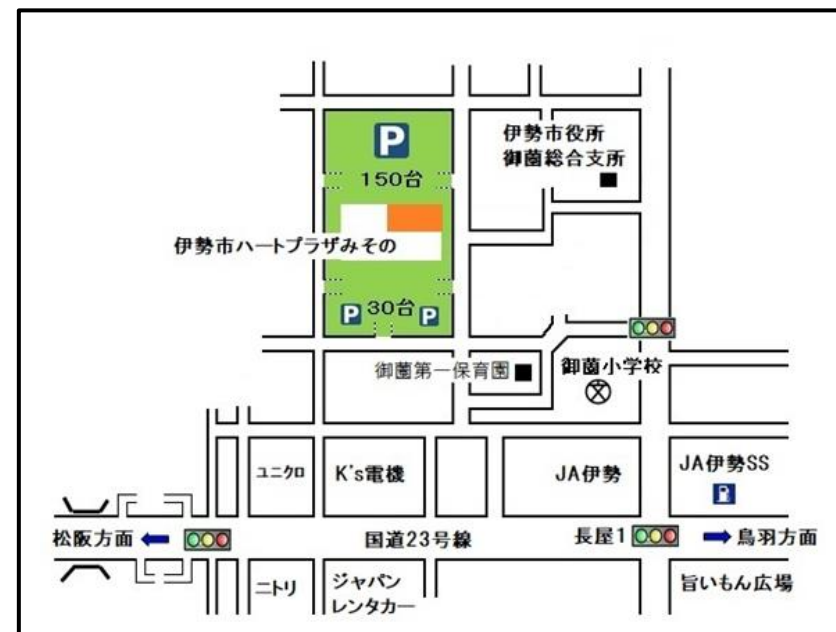 P
150台
伊勢市役所
御薗総合支所
伊勢市ハートプラザみその
P
30台
P
御薗第一保育園
御薗小学校
ユニクロ
K's電機
JA伊勢
JA伊勢SS
松阪方面
国道23号線
長屋1
鳥羽方面
ニトリ
ジャパン
レンタカー
旨いもん広場